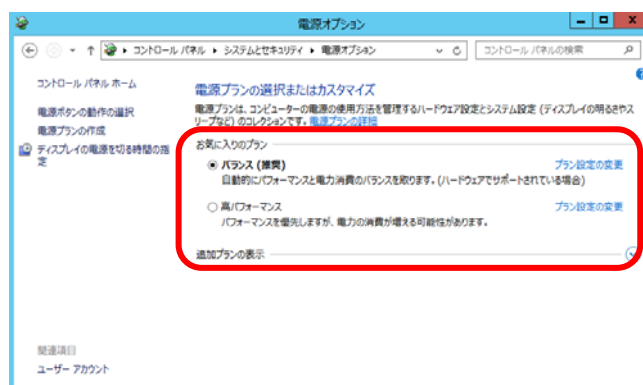 電源オプション
コントロール パネル ▸ システムとセキュリティ ▸ 電源オプション
コントロール パネルの検索
コントロール パネル ホーム
電源ボタンの動作の選択
電源プランの作成
ディスプレイの電源を切る時間の指定
電源プランの選択またはカスタマイズ
電源プランは、コンピューターの電源の使用方法を管理するハードウェア設定とシステム設定 (ディスプレイの明るさやス
リープなど) のコレクションです。電源プランの詳細
お気に入りのプラン
バランス (推奨) プラン設定の変更
自動的にパフォーマンスと電力消費のバランスを取ります。(ハードウェアでサポートされている場合)
高パフォーマンス プラン設定の変更
パフォーマンスを優先しますが、電力の消費が増える可能性があります。
追加プランの表示
関連項目
ユーザー アカウント